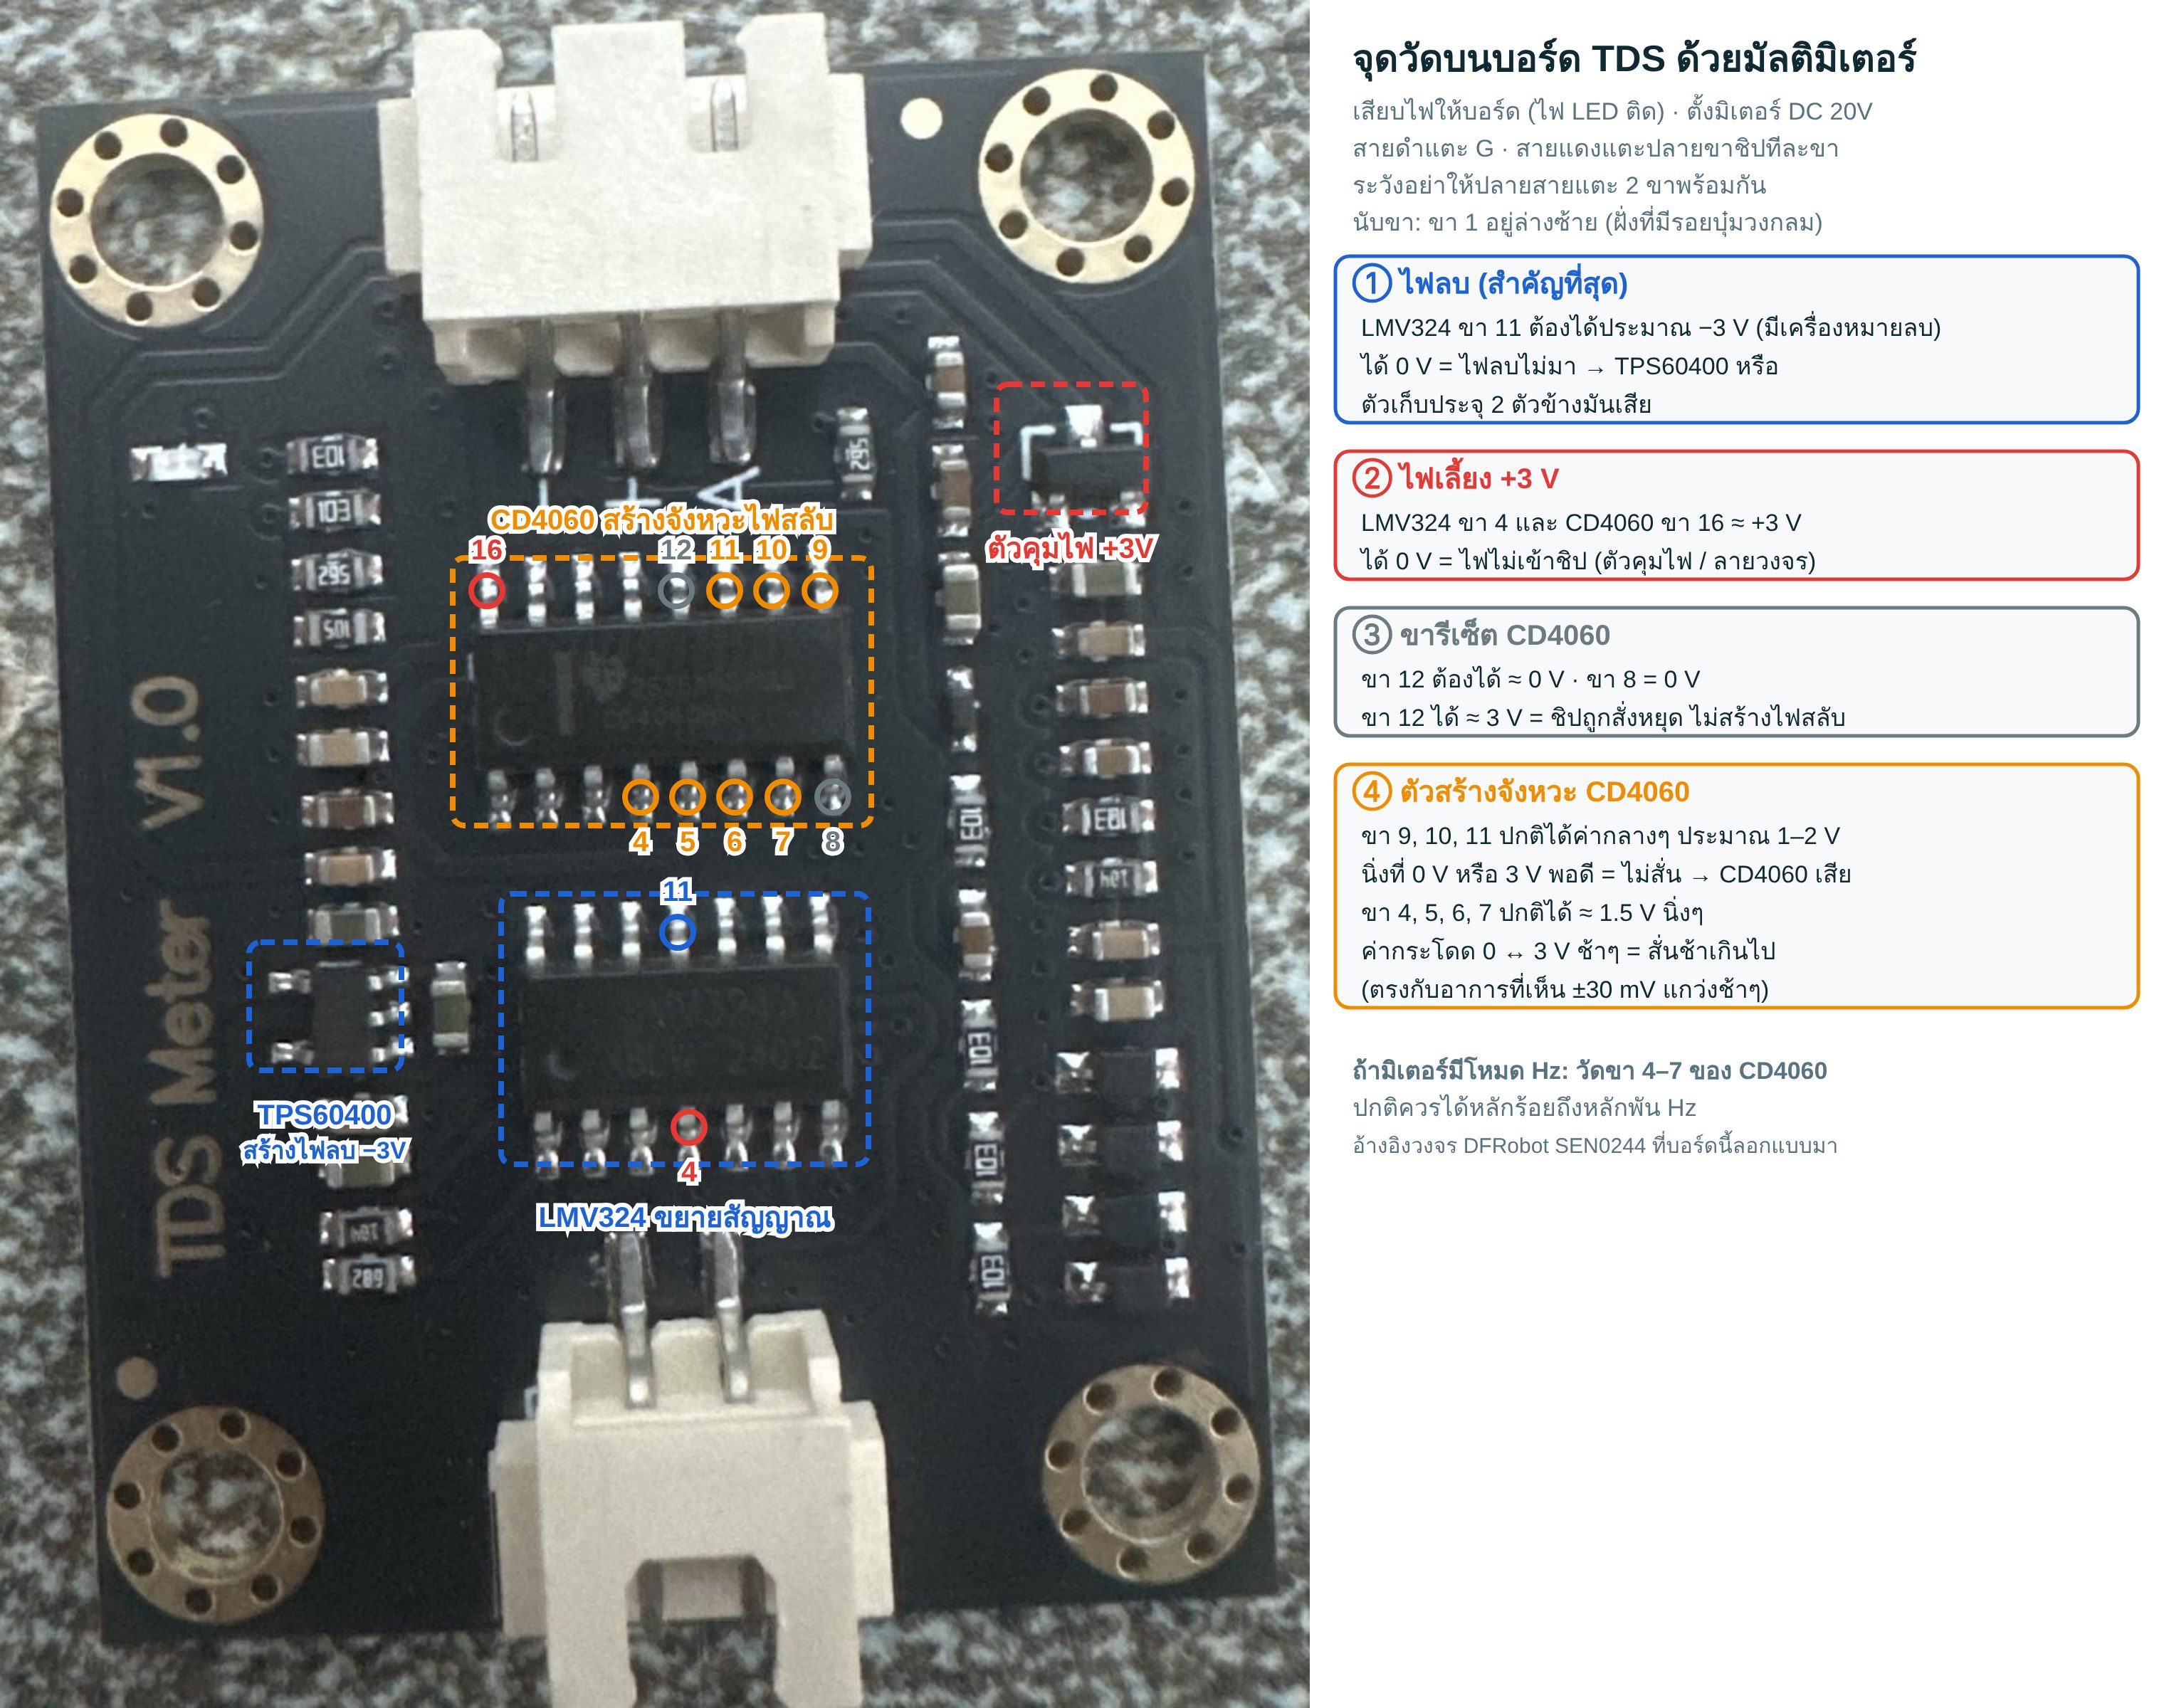 จุดวัดบนบอร์ด TDS ด้วยมัลติมิเตอร์
เสียบไฟให้บอร์ด (ไฟ LED ติด) · ตั้งมิเตอร์ DC 20V
สายดำแตะ G · สายแดงแตะปลายขาชิปทีละขา
ระวังอย่าให้ปลายสายแตะ 2 ขาพร้อมกัน
นับขา: ขา 1 อยู่ล่างซ้าย (ฝั่งที่มีรอยบุ๋มวงกลม)
① ไฟลบ (สำคัญที่สุด)
LMV324 ขา 11 ต้องได้ประมาณ −3 V (มีเครื่องหมายลบ)
ได้ 0 V = ไฟลบไม่มา → TPS60400 หรือ
ตัวเก็บประจุ 2 ตัวข้างมันเสีย
② ไฟเลี้ยง +3 V
LMV324 ขา 4 และ CD4060 ขา 16 ≈ +3 V
ได้ 0 V = ไฟไม่เข้าชิป (ตัวคุมไฟ / ลายวงจร)
③ ขารีเซ็ต CD4060
ขา 12 ต้องได้ ≈ 0 V · ขา 8 = 0 V
ขา 12 ได้ ≈ 3 V = ชิปถูกสั่งหยุด ไม่สร้างไฟสลับ
④ ตัวสร้างจังหวะ CD4060
ขา 9, 10, 11 ปกติได้ค่ากลางๆ ประมาณ 1–2 V
นิ่งที่ 0 V หรือ 3 V พอดี = ไม่สั่น → CD4060 เสีย
ขา 4, 5, 6, 7 ปกติได้ ≈ 1.5 V นิ่งๆ
ค่ากระโดด 0 ↔ 3 V ช้าๆ = สั่นช้าเกินไป
(ตรงกับอาการที่เห็น ±30 mV แกว่งช้าๆ)
ถ้ามิเตอร์มีโหมด Hz: วัดขา 4–7 ของ CD4060
ปกติควรได้หลักร้อยถึงหลักพัน Hz
อ้างอิงวงจร DFRobot SEN0244 ที่บอร์ดนี้ลอกแบบมา
- + A
CD4060 สร้างจังหวะไฟสลับ
16 12 11 10 9
4 5 6 7 8
ตัวคุมไฟ +3V
11
4
LMV324 ขยายสัญญาณ
TPS60400
สร้างไฟลบ −3V
TDS Meter V1.0
103
103
562
501
562
103
183
104
103
103
103
104
682